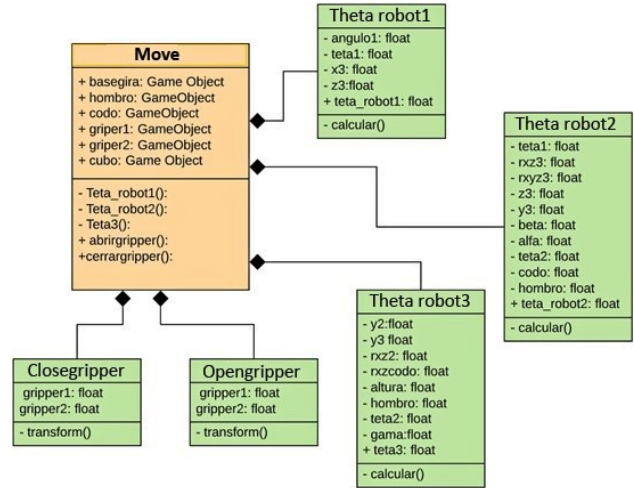 Move
+ basegira: Game Object
+ hombro: GameObject
+ codo: GameObject
+ griper1: GameObject
+ griper2: GameObject
+ cubo: Game Object
- Teta_robot1():
- Teta_robot2():
- Teta3():
+ abrirgripper():
+cerrargripper():
Theta robot1
- angulo1: float
- teta1: float
- x3: float
- z3:float
+ teta_robot1: float
- calcular()
Theta robot2
- teta1: float
- rxz3: float
- rxyz3: float
- z3: float
- y3: float
- beta: float
- alfa: float
- teta2: float
- codo: float
- hombro: float
+ teta_robot2: float
- calcular()
Theta robot3
- y2:float
- y3 float
- rxz2: float
- rxzcodo: float
- altura: float
- hombro: float
- teta2: float
- gama:float
+ teta3: float
- calcular()
Closegripper
gripper1: float
gripper2: float
- transform()
Opengripper
gripper1: float
gripper2: float
- transform()